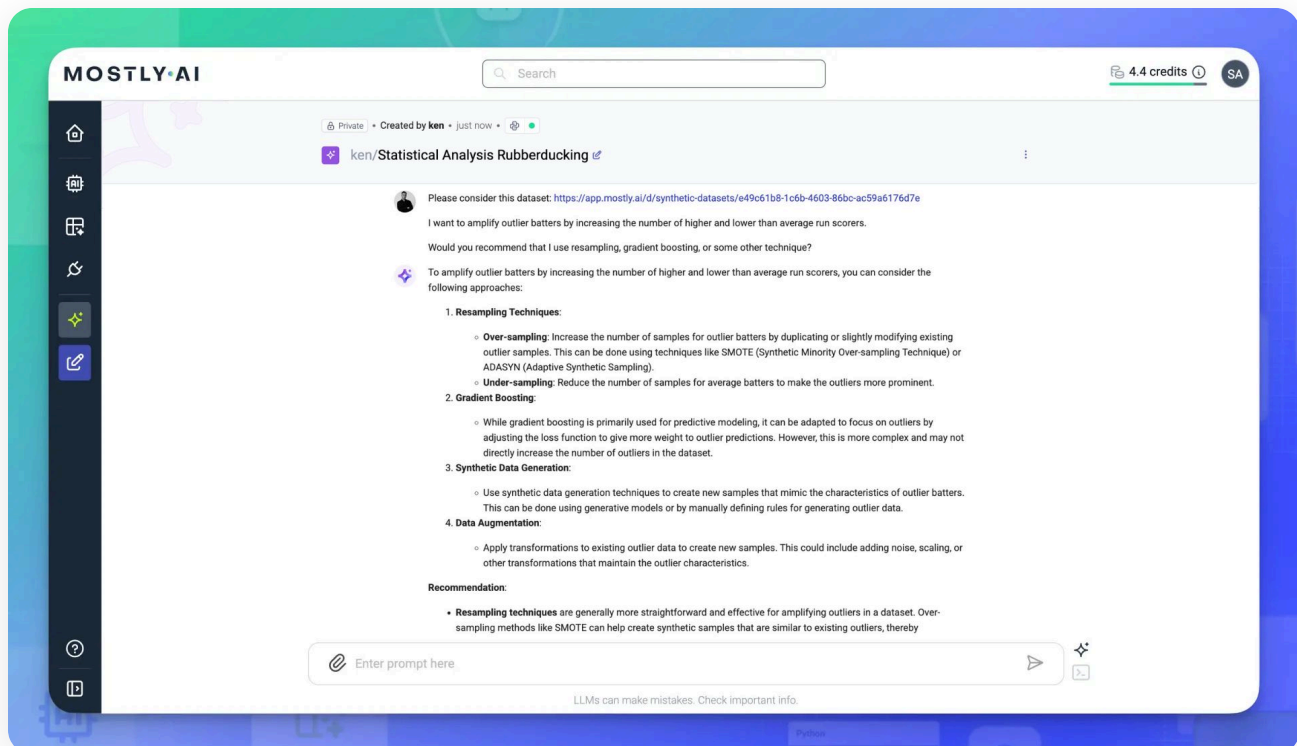 MOSTLY·AI
Search
4.4 credits
SA
Private • Created by ken • just now •
ken/Statistical Analysis Rubberducking
Please consider this dataset: https://app.mostly.ai/d/synthetic-datasets/e49c61b8-1c6b-4603-86bc-ac59a6176d7e
I want to amplify outlier batters by increasing the number of higher and lower than average run scorers.
Would you recommend that I use resampling, gradient boosting, or some other technique?
To amplify outlier batters by increasing the number of higher and lower than average run scorers, you can consider the
following approaches:
1. Resampling Techniques:
Over-sampling: Increase the number of samples for outlier batters by duplicating or slightly modifying existing
outlier samples. This can be done using techniques like SMOTE (Synthetic Minority Over-sampling Technique) or
ADASYN (Adaptive Synthetic Sampling).
Under-sampling: Reduce the number of samples for average batters to make the outliers more prominent.
2. Gradient Boosting:
While gradient boosting is primarily used for predictive modeling, it can be adapted to focus on outliers by
adjusting the loss function to give more weight to outlier predictions. However, this is more complex and may not
directly increase the number of outliers in the dataset.
3. Synthetic Data Generation:
Use synthetic data generation techniques to create new samples that mimic the characteristics of outlier batters.
This can be done using generative models or by manually defining rules for generating outlier data.
4. Data Augmentation:
Apply transformations to existing outlier data to create new samples. This could include adding noise, scaling, or
other transformations that maintain the outlier characteristics.
Recommendation:
• Resampling techniques are generally more straightforward and effective for amplifying outliers in a dataset. Over-
sampling methods like SMOTE can help create synthetic samples that are similar to existing outliers, thereby
Enter prompt here
LLMs can make mistakes. Check important info.
Python